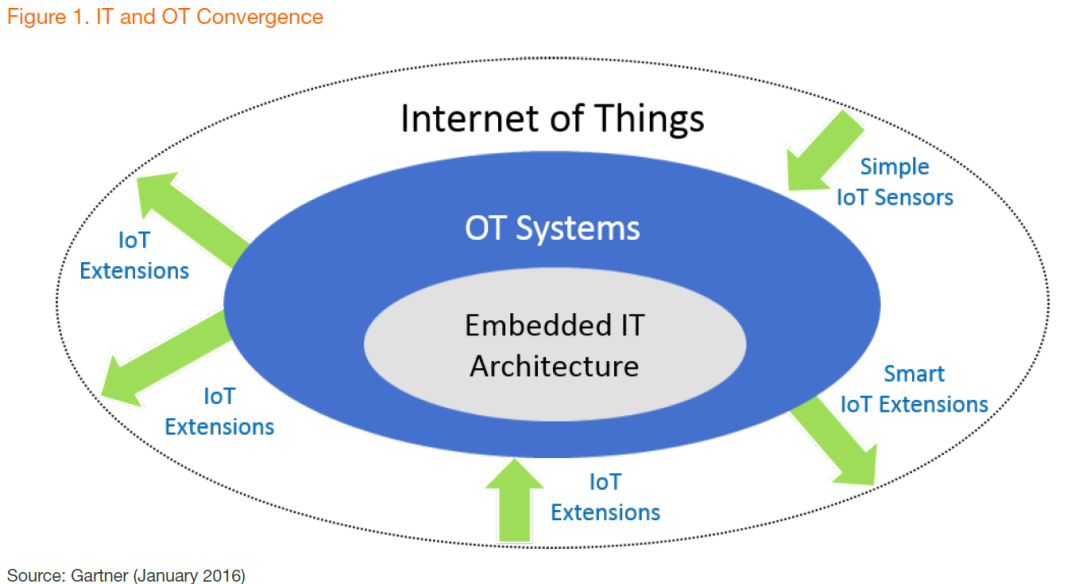 Figure 1. IT and OT Convergence
Internet of Things
Simple
IoT Sensors
OT Systems
IoT
Extensions
Embedded IT
Architecture
Smart
IoT Extensions
IoT
Extensions
IoT
Extensions
Source: Gartner (January 2016)